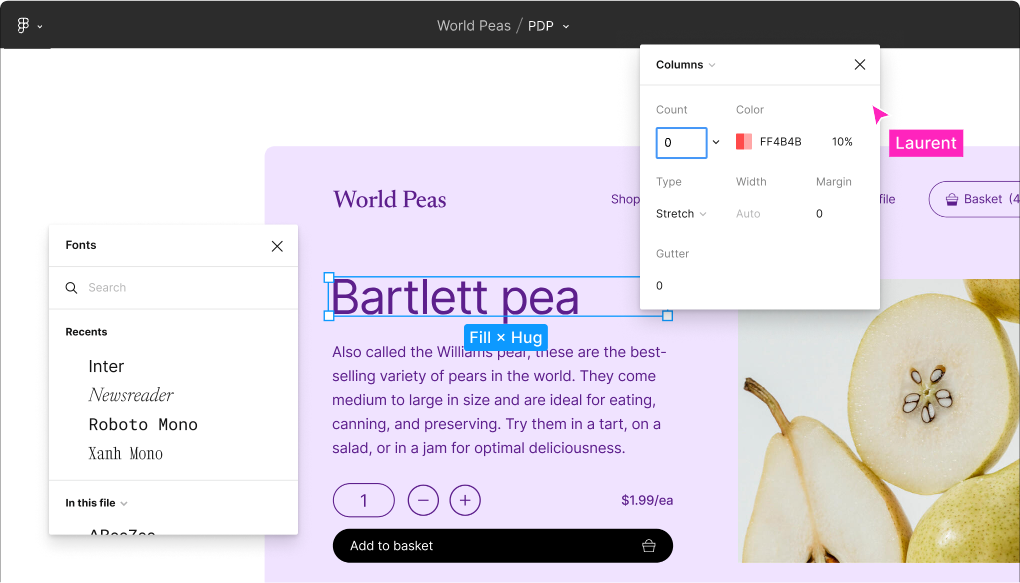 World Peas / PDP
Columns
Count
Color
0
FF4B4B
10%
Laurent
Type
Width
Margin
Stretch
Auto
0
Gutter
0
World Peas
Shop
file
Basket (4
Fonts
Search
Recents
Inter
Newsreader
Roboto Mono
Xanh Mono
In this file
ABeeZee
Bartlett pea
Fill × Hug
Also called the Williams pear, these are the best-
selling variety of pears in the world. They come
medium to large in size and are ideal for eating,
canning, and preserving. Try them in a tart, on a
salad, or in a jam for optimal deliciousness.
1
−
+
$1.99/ea
Add to basket